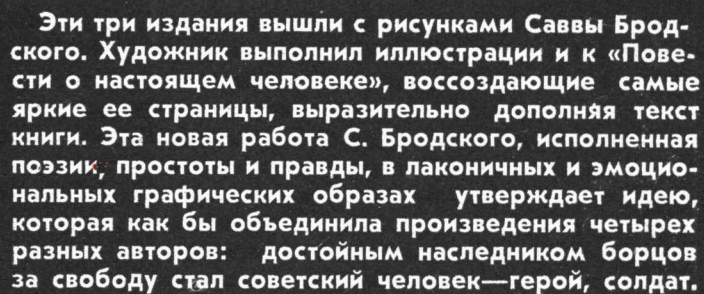 Эти три издания вышли с рисунками Саввы Брод-
ского. Художник выполнил иллюстрации и к «Пове-
сти о настоящем человеке», воссоздающие самые
яркие ее страницы, выразительно дополняя текст
книги. Эта новая работа С. Бродского, исполненная
поэзии, простоты и правды, в лаконичных и эмоцио-
нальных графических образах утверждает идею,
которая как бы объединила произведения четырех
разных авторов: достойным наследником борцов
за свободу стал советский человек—герой, солдат.